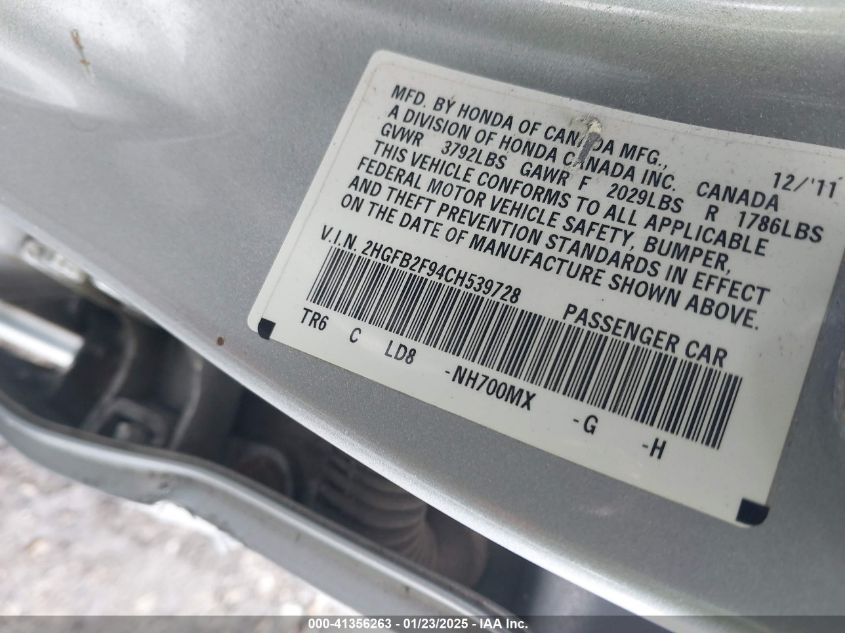 MFD. BY HONDA OF CANADA MFG.,
A DIVISION OF HONDA CANADA INC. CANADA 12/'11
GVWR 3792LBS GAWR F 2029LBS R 1786LBS
THIS VEHICLE CONFORMS TO ALL APPLICABLE
FEDERAL MOTOR VEHICLE SAFETY, BUMPER,
AND THEFT PREVENTION STANDARDS IN EFFECT
ON THE DATE OF MANUFACTURE SHOWN ABOVE.
V.I.N. 2HGFB2F94CH539728 PASSENGER CAR
TR6 C LD8 -NH700MX -G -H
000-41356263 - 01/23/2025 - IAA Inc.